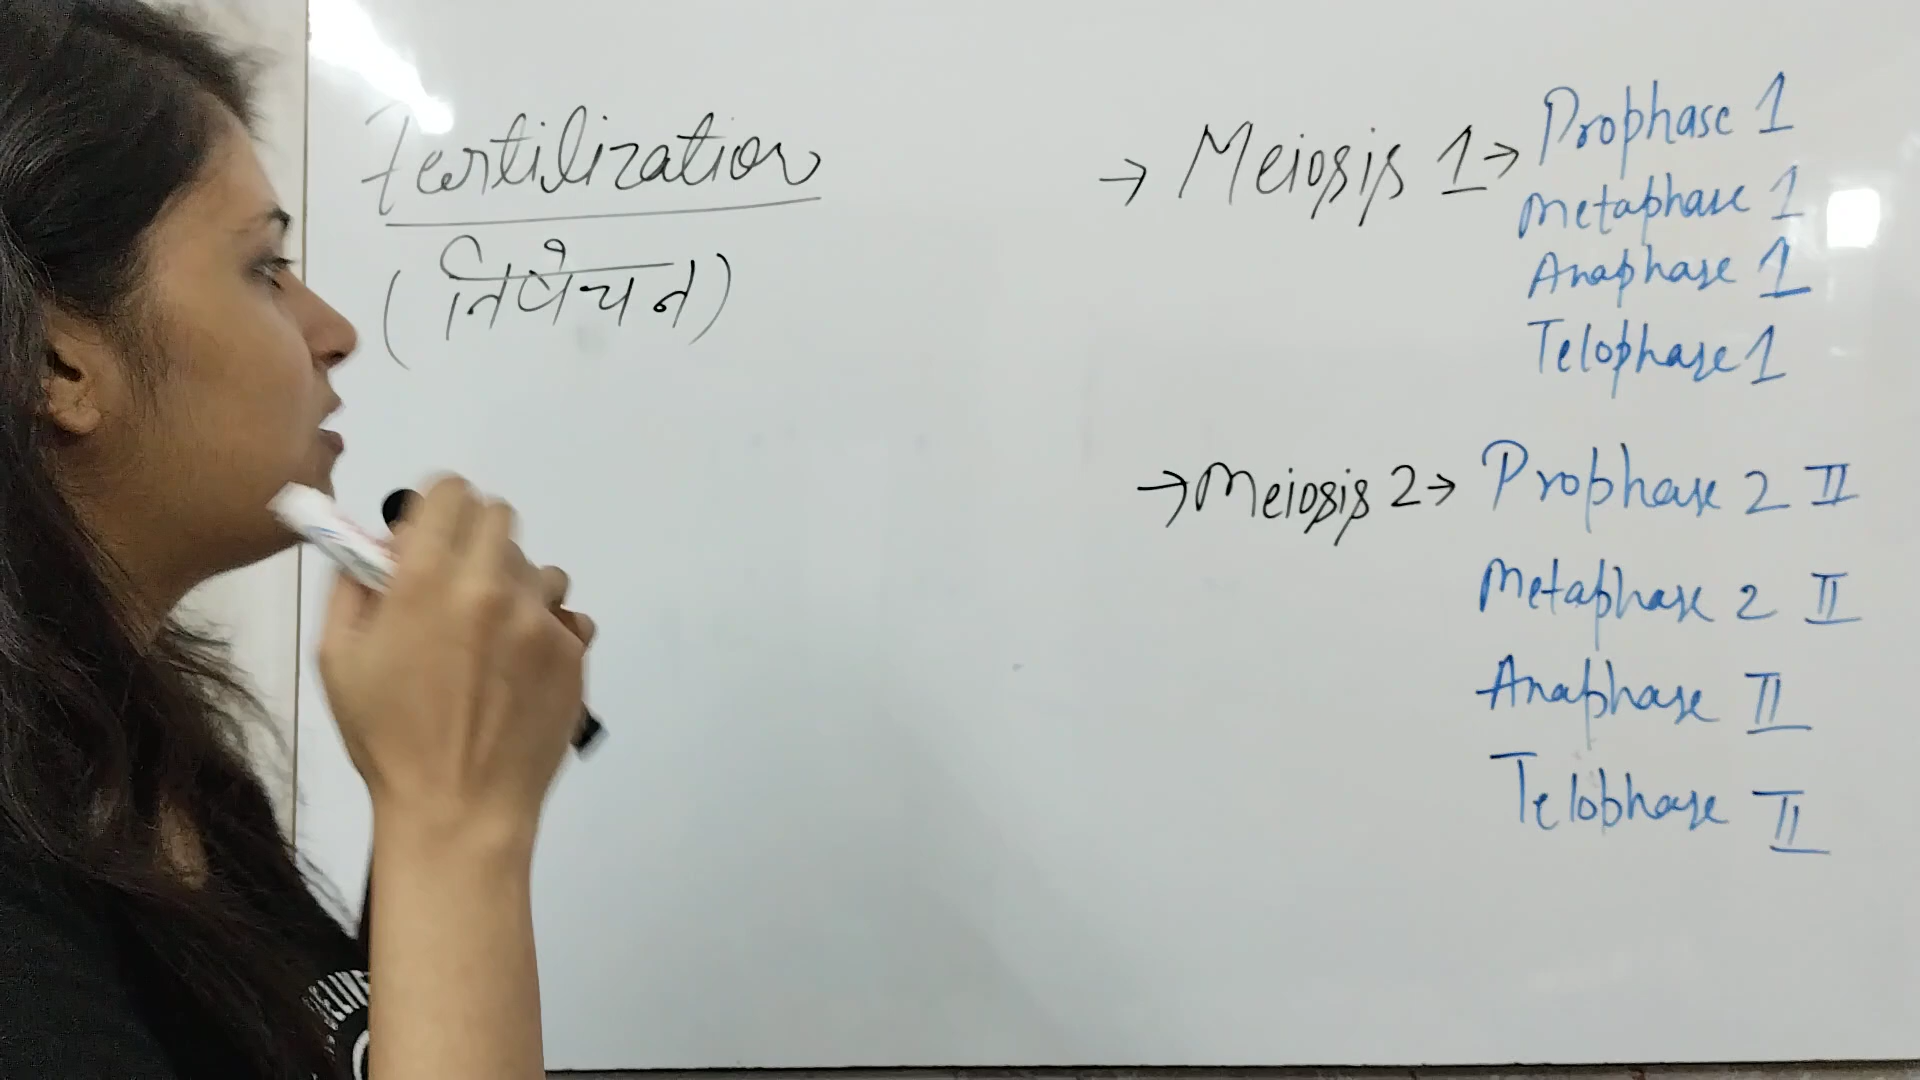 Fertilization
(निषेचन)
→ Meiosis 1 → Prophase 1
Metaphase 1
Anaphase 1
Telophase 1
→ Meiosis 2 → Prophase 2 II
Metaphase 2 II
Anaphase II
Telophase II